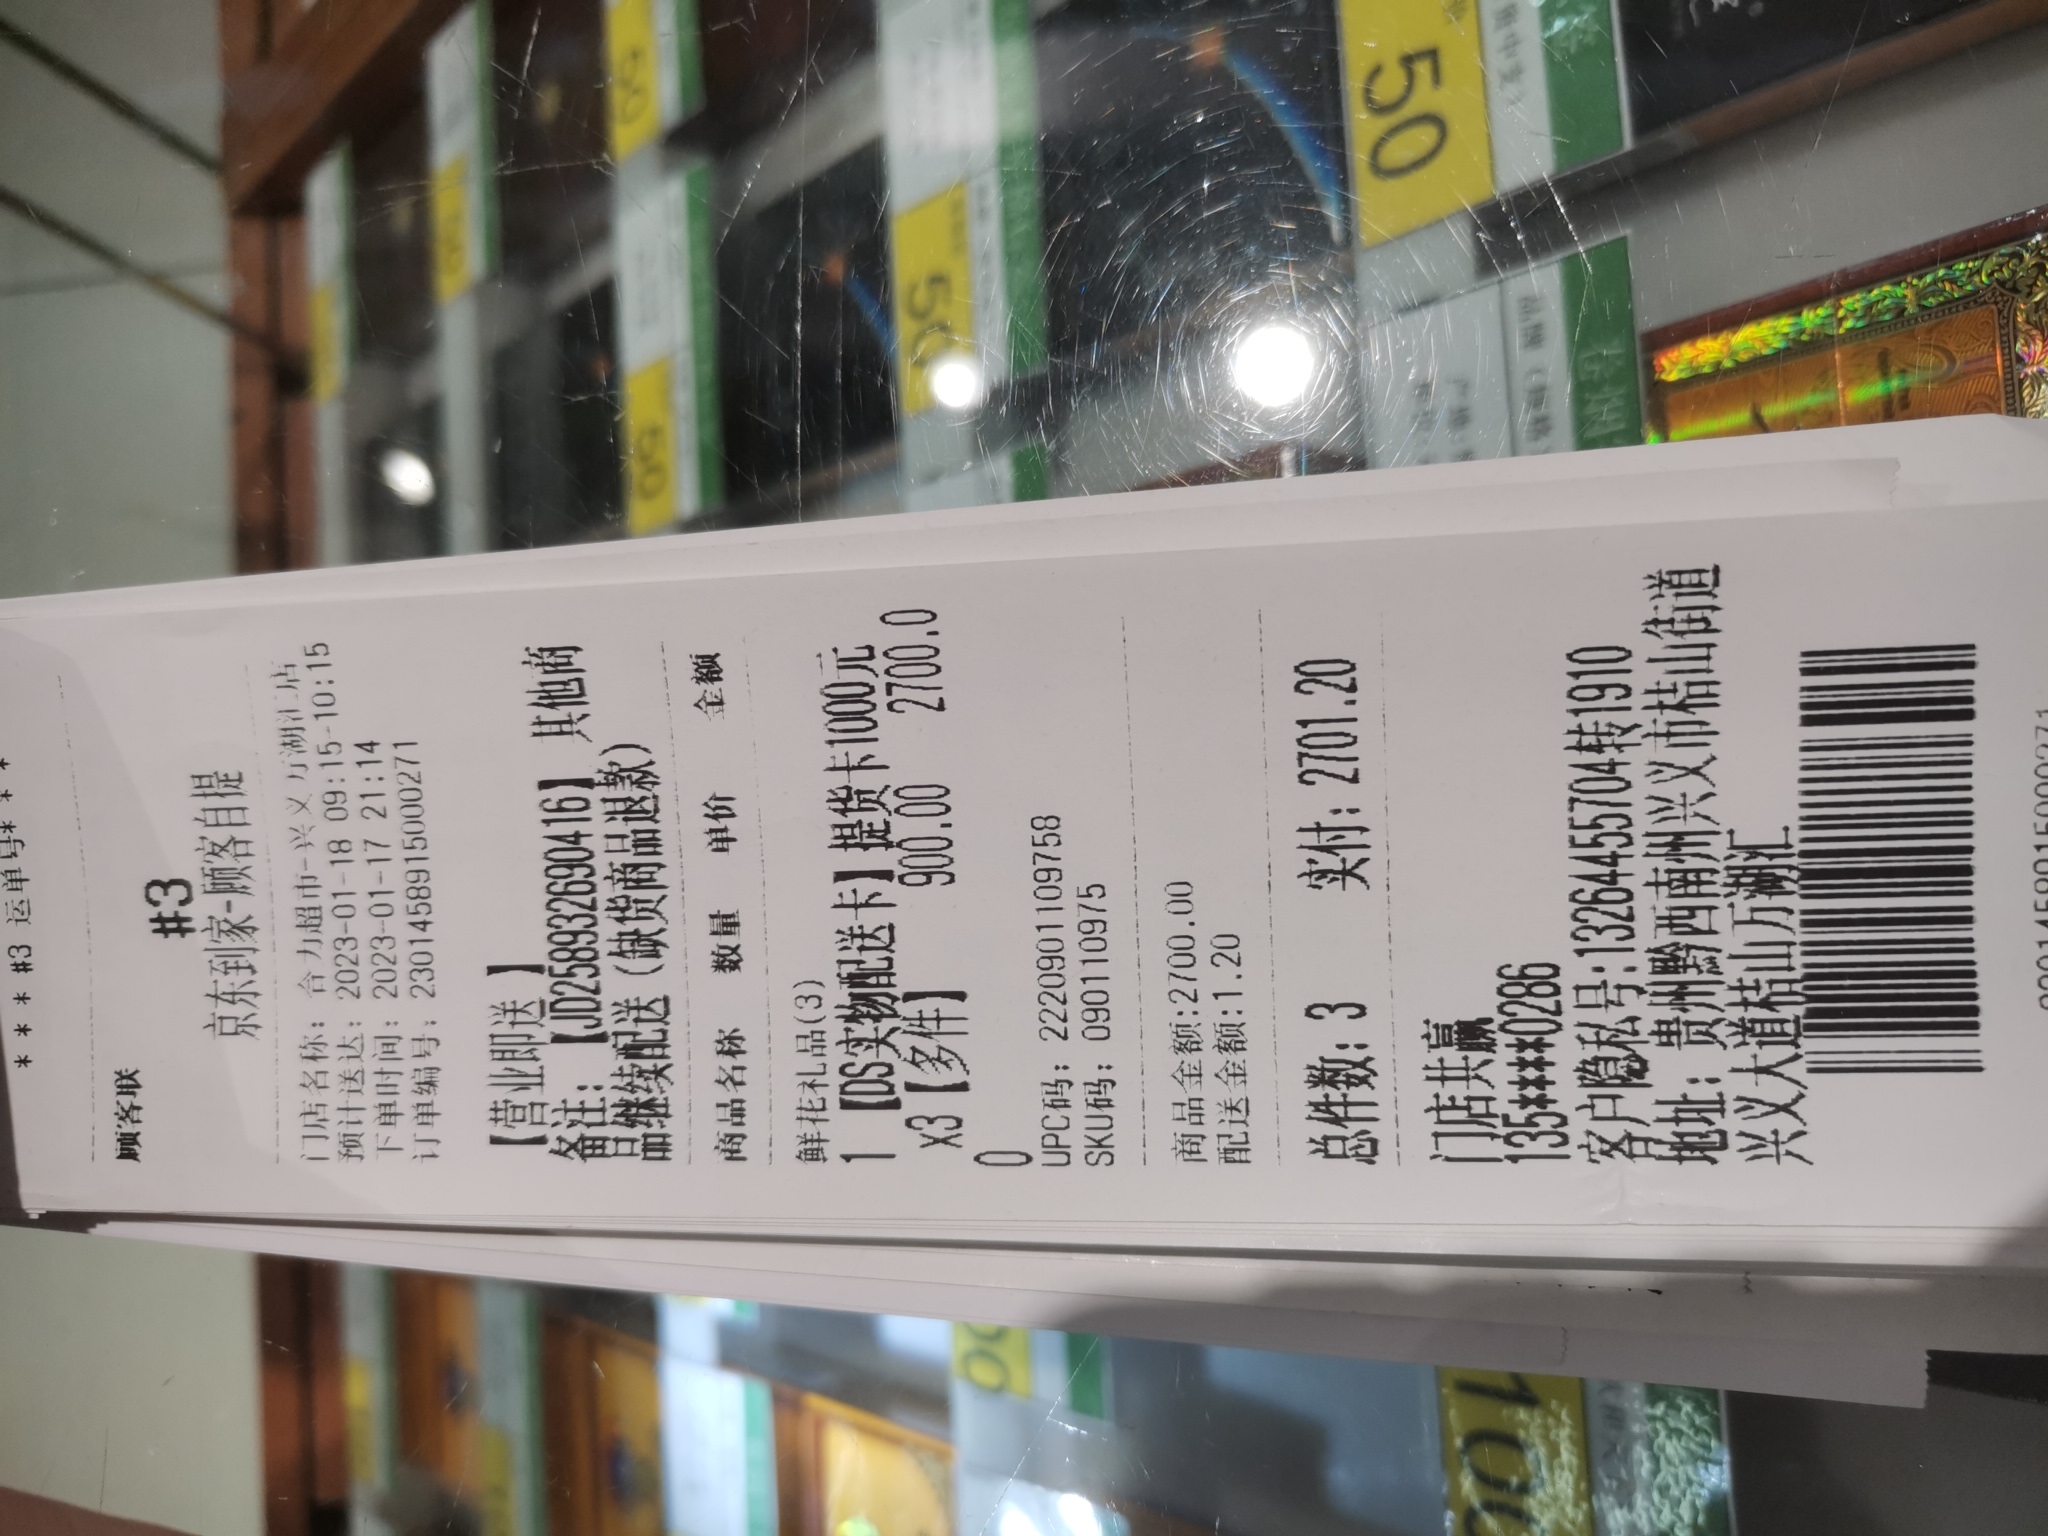 * * * #3 运单号* * *
顾客联
#3
京东到家-顾客自提
门店名称: 合力超市-兴义万湖汇店
预计送达: 2023-01-18 09:15-10:15
下单时间: 2023-01-17 21:14
订单编号: 2301458915000271
【营业即送 】
备注: 【JD2589326904​16】 其他商
品继续配送(缺货商品退款)
商品名称 数量 单价 金额
鲜花礼品(3)
1 【DS实物配送卡】提货卡1000元
x3【多件】 900.00 2700.0
0
UPC码: 2220901109758
SKU码: 090110975
商品金额:2700.00
配送金额:1.20
总件数: 3 实付: 2701.20
门店共赢
135****0286
客户隐私号:13264455704转1910
地址: 贵州黔西南州兴义市桔山街道
兴义大道桔山万湖汇
50
50
50
50
100